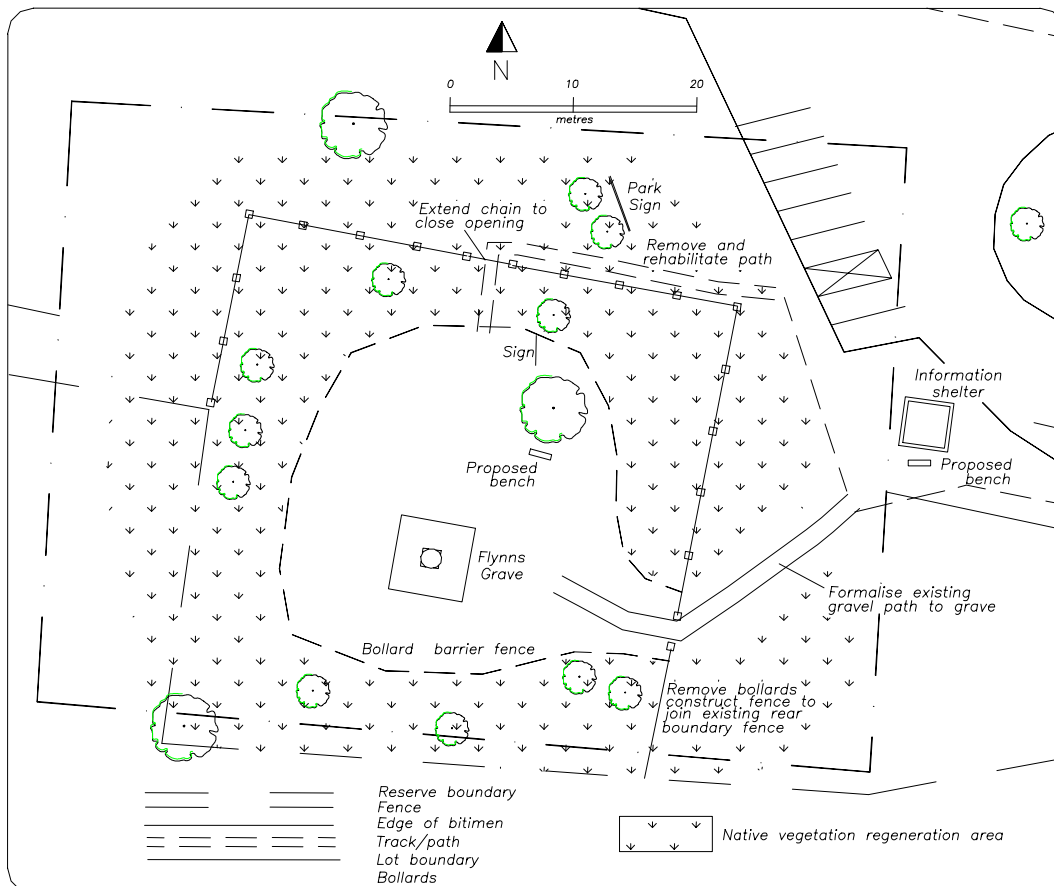 N
0 10 20
metres
Park
Sign
Extend chain to
close opening
Remove and
rehabilitate path
Sign
Information
shelter
Proposed
bench
Proposed
bench
Flynns
Grave
Formalise existing
gravel path to grave
Bollard barrier fence
Remove bollards
construct fence to
join existing rear
boundary fence
Reserve boundary
Fence
Edge of bitimen
Track/path
Lot boundary
Bollards
Native vegetation regeneration area